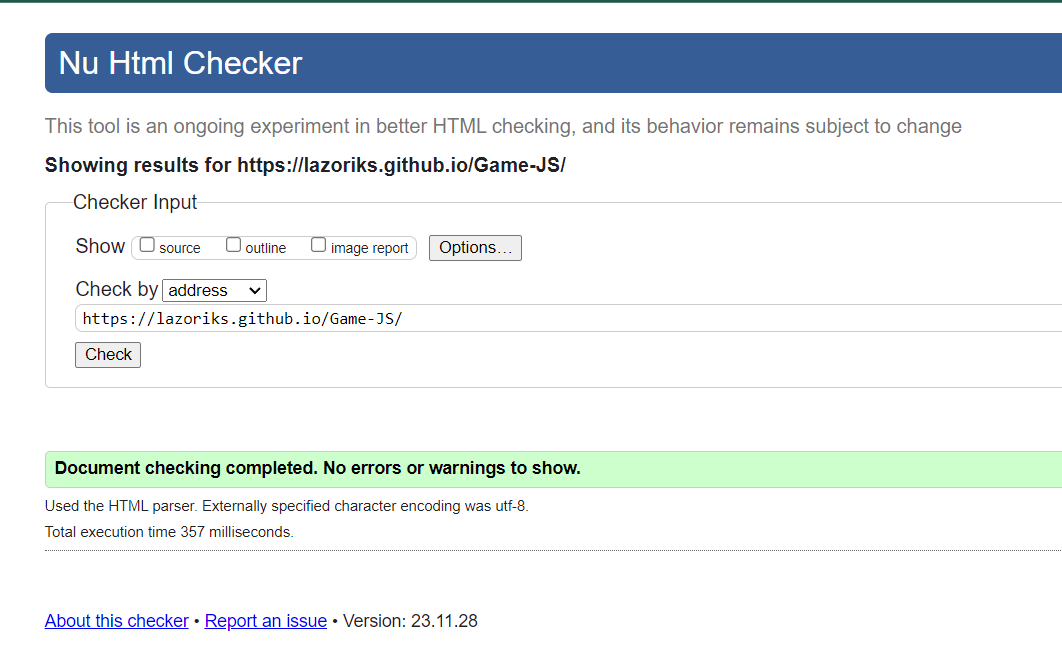 Nu Html Checker
This tool is an ongoing experiment in better HTML checking, and its behavior remains subject to change
Showing results for https://lazoriks.github.io/Game-JS/
Checker Input
Show source outline image report Options...
Check by address
https://lazoriks.github.io/Game-JS/
Check
Document checking completed. No errors or warnings to show.
Used the HTML parser. Externally specified character encoding was utf-8.
Total execution time 357 milliseconds.
About this checker • Report an issue • Version: 23.11.28